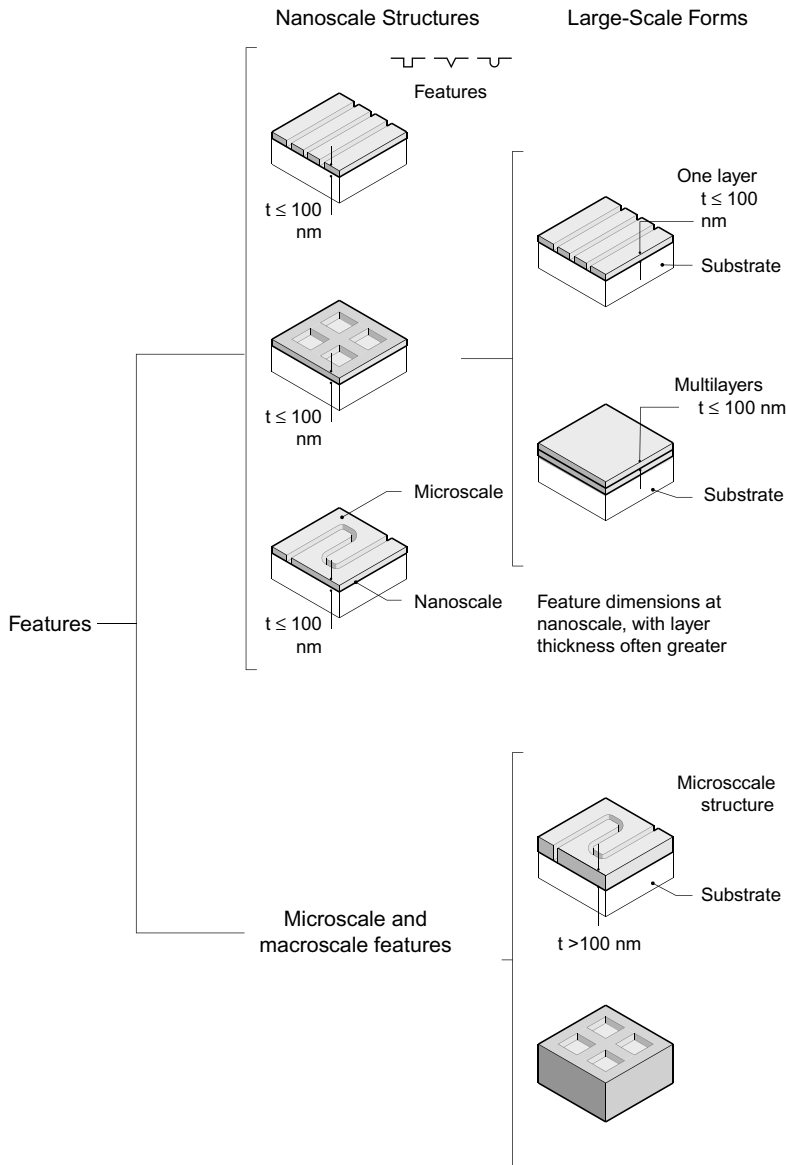 Nanoscale Structures
Large-Scale Forms
Features
t ≤ 100
nm
One layer
t ≤ 100
nm
Substrate
t ≤ 100
nm
Multilayers
t ≤ 100 nm
Substrate
Microscale
Nanoscale
t ≤ 100
nm
Feature dimensions at
nanoscale, with layer
thickness often greater
Features
Microsccale
structure
Substrate
t >100 nm
Microscale and
macroscale features